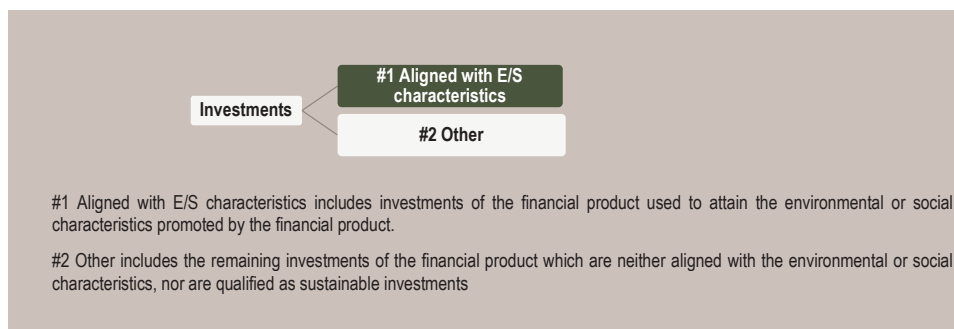 #1 Aligned with E/S
characteristics
Investments
#2 Other
#1 Aligned with E/S characteristics includes investments of the financial product used to attain the environmental or social
characteristics promoted by the financial product.
#2 Other includes the remaining investments of the financial product which are neither aligned with the environmental or social
characteristics, nor are qualified as sustainable investments